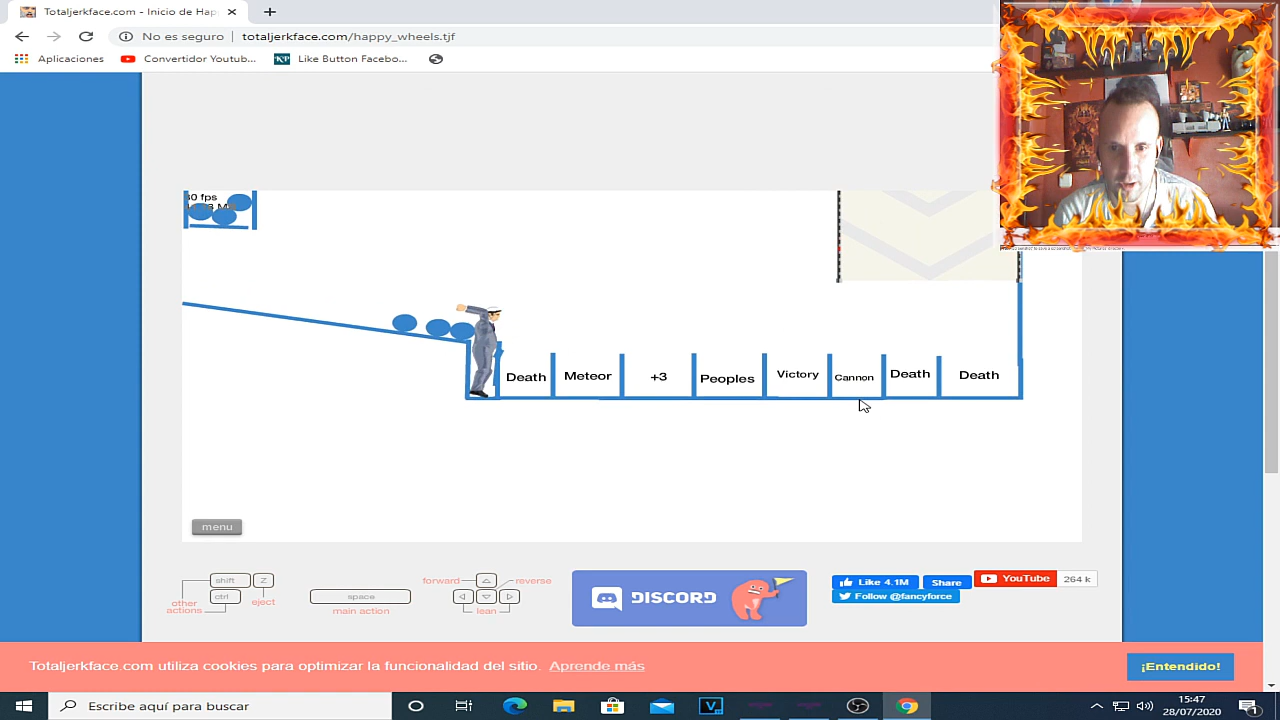 Totaljerkface.com - Inicio de Hap
No es seguro
totaljerkface.com/happy_wheels.tjf
Aplicaciones
Convertidor Youtub...
Like Button Facebo...
30 fps
Death
Meteor
+3
Peoples
Victory
Cannon
Death
Death
menu
shift
Z
ctrl
eject
other
actions
space
main action
forward
reverse
lean
DISCORD
Like 4.1M
Share
YouTube
264 k
Follow @fancyforce
Totaljerkface.com utiliza cookies para optimizar la funcionalidad del sitio. Aprende más
¡Entendido!
Escribe aquí para buscar
15:47
28/07/2020
1